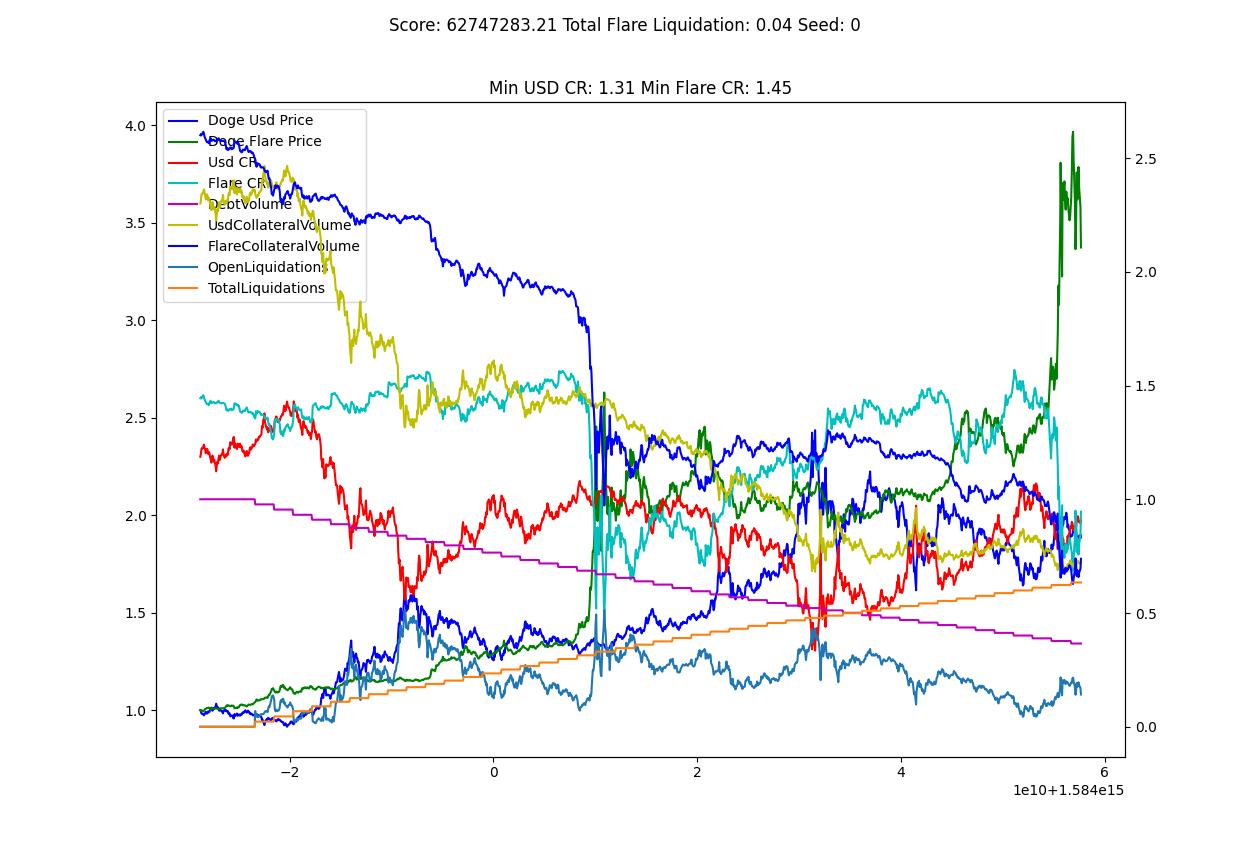 Score: 62747283.21 Total Flare Liquidation: 0.04 Seed: 0
Min USD CR: 1.31 Min Flare CR: 1.45
Doge Usd Price
Doge Flare Price
Usd CR
Flare CR
DebtVolume
UsdCollateralVolume
FlareCollateralVolume
OpenLiquidations
TotalLiquidations
4.0
3.5
3.0
2.5
2.0
1.5
1.0
2.5
2.0
1.5
1.0
0.5
0.0
−2
0
2
4
6
1e10+1.584e15